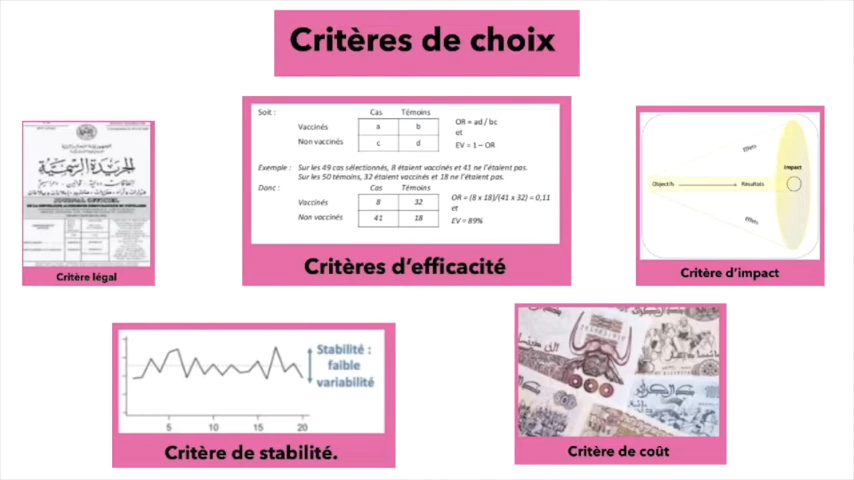 Critères de choix
الجريدة الرسمية
JOURNAL OFFICIEL
Critère légal
Soit :
Cas Témoins
Vaccinés a b
Non vaccinés c d
OR = ad / bc
et
EV = 1 – OR
Exemple : Sur les 49 cas sélectionnés, 8 étaient vaccinés et 41 ne l'étaient pas.
Sur les 50 témoins, 32 étaient vaccinés et 18 ne l'étaient pas.
Donc :
Cas Témoins
Vaccinés 8 32
Non vaccinés 41 18
OR = (8 x 18)/(41 x 32) = 0,11
et
EV = 89%
Critères d'efficacité
Effets
Impact
Objectifs Résultats
Effets
Critère d'impact
Stabilité :
faible
variabilité
5 10 15 20
Critère de stabilité.
Critère de coût